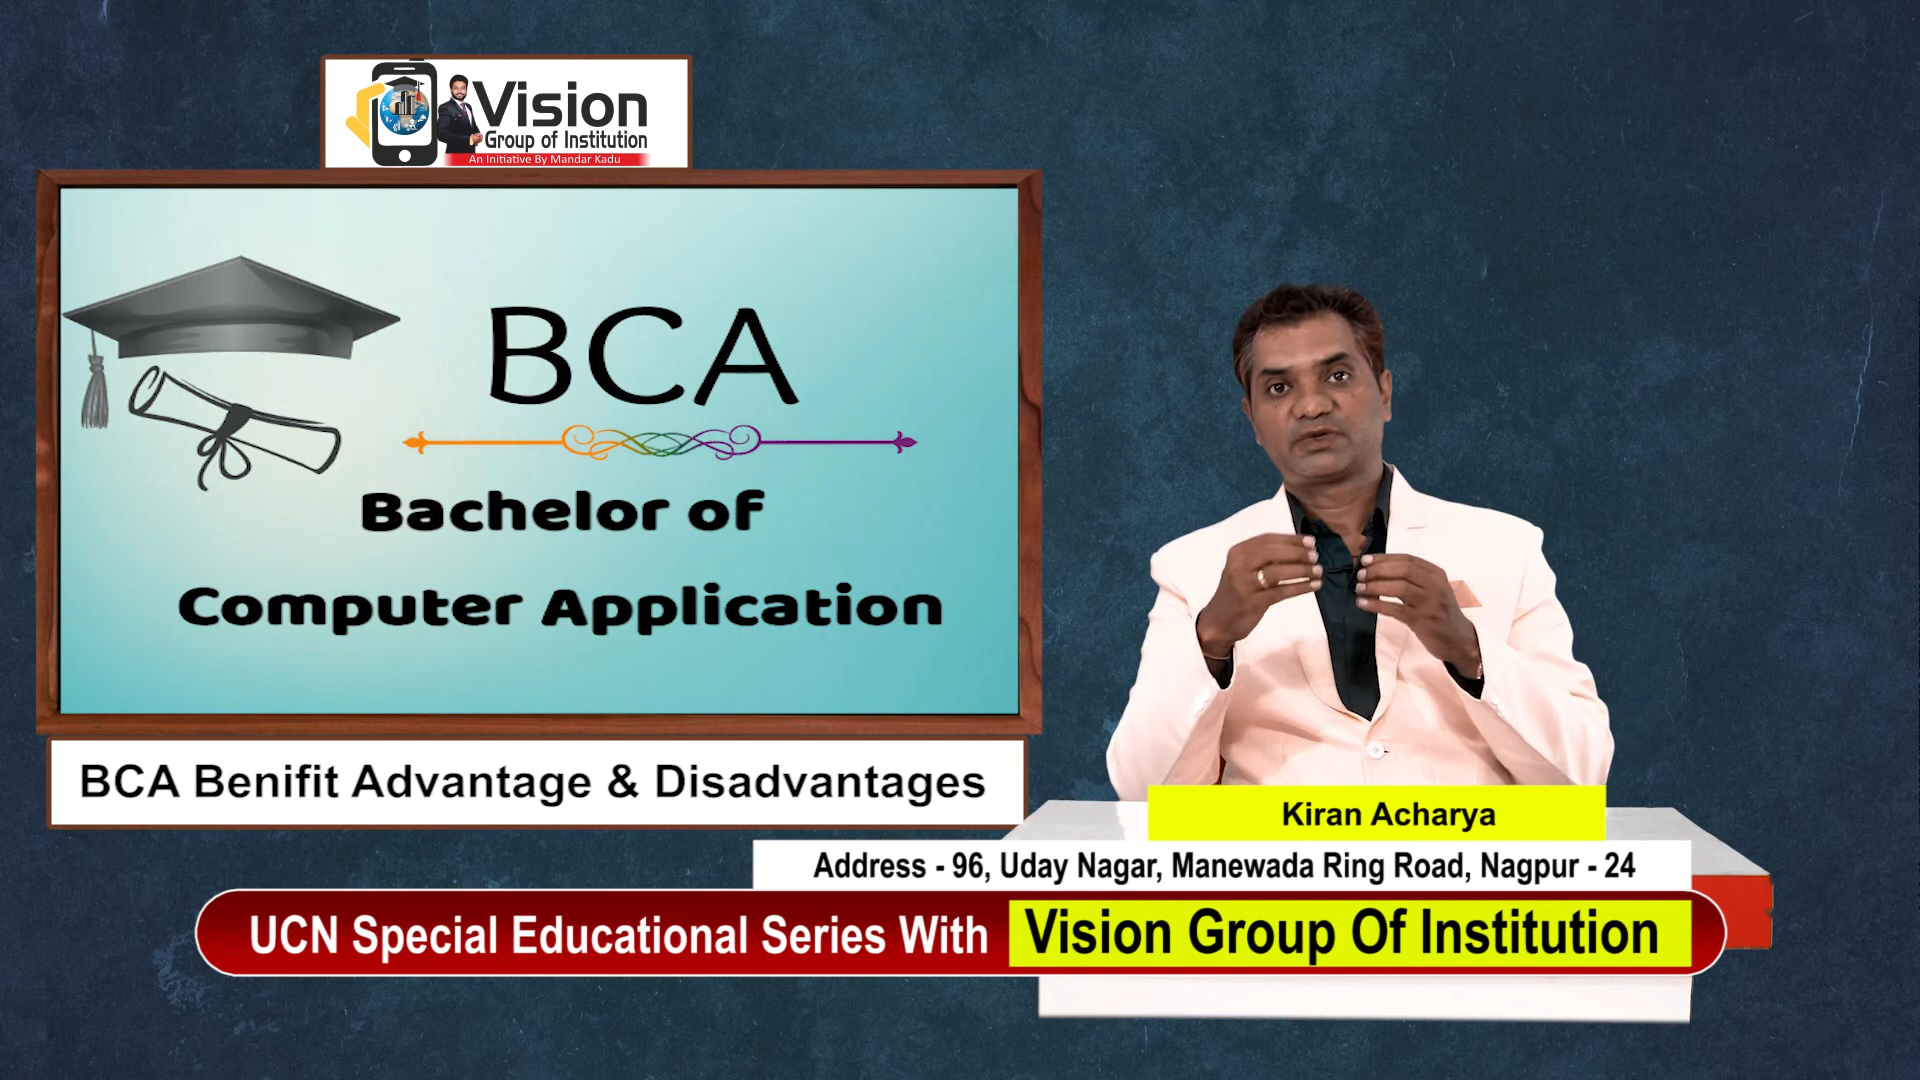 Vision
Group of Institution
An Initiative By Mandar Kadu
BCA
Bachelor of
Computer Application
BCA Benifit Advantage & Disadvantages
Kiran Acharya
Address - 96, Uday Nagar, Manewada Ring Road, Nagpur - 24
UCN Special Educational Series With Vision Group Of Institution